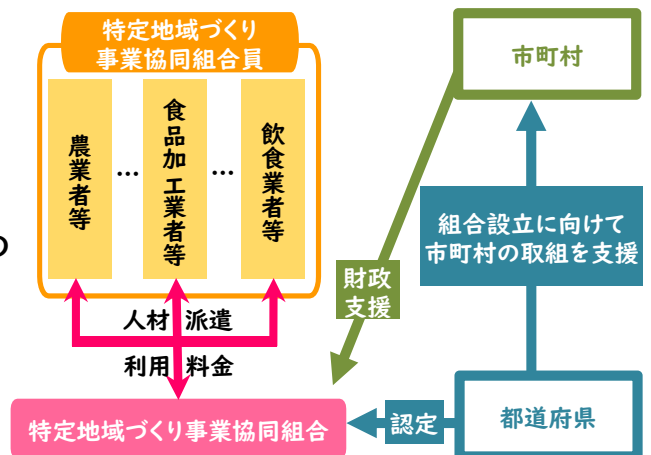 特定地域づくり
事業協同組合員
農業者等
…
食品加工業者等
…
飲食業者等
の
人材 派遣
利用 料金
特定地域づくり事業協同組合
市町村
組合設立に向けて
市町村の取組を支援
財政
支援
認定
都道府県